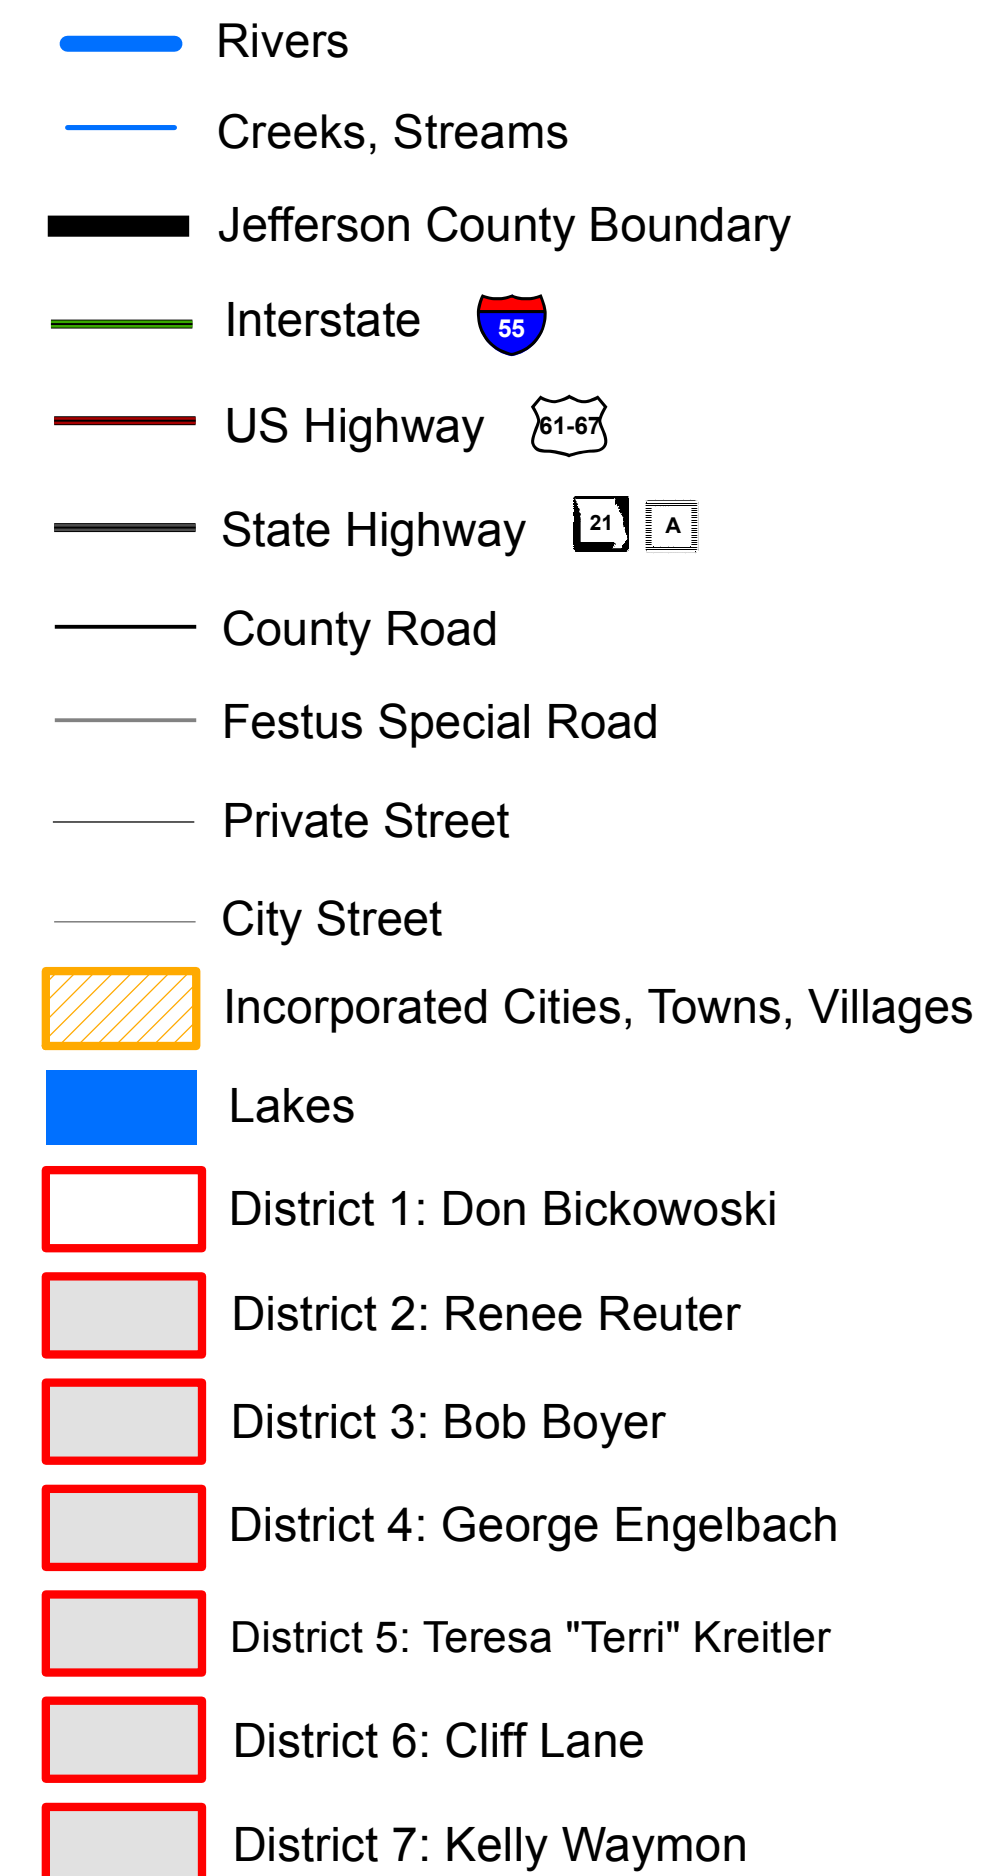 Rivers
Creeks, Streams
Jefferson County Boundary
Interstate 55
US Highway 61-67
State Highway 21 A
County Road
Festus Special Road
Private Street
City Street
Incorporated Cities, Towns, Villages
Lakes
District 1: Don Bickowoski
District 2: Renee Reuter
District 3: Bob Boyer
District 4: George Engelbach
District 5: Teresa "Terri" Kreitler
District 6: Cliff Lane
District 7: Kelly Waymon